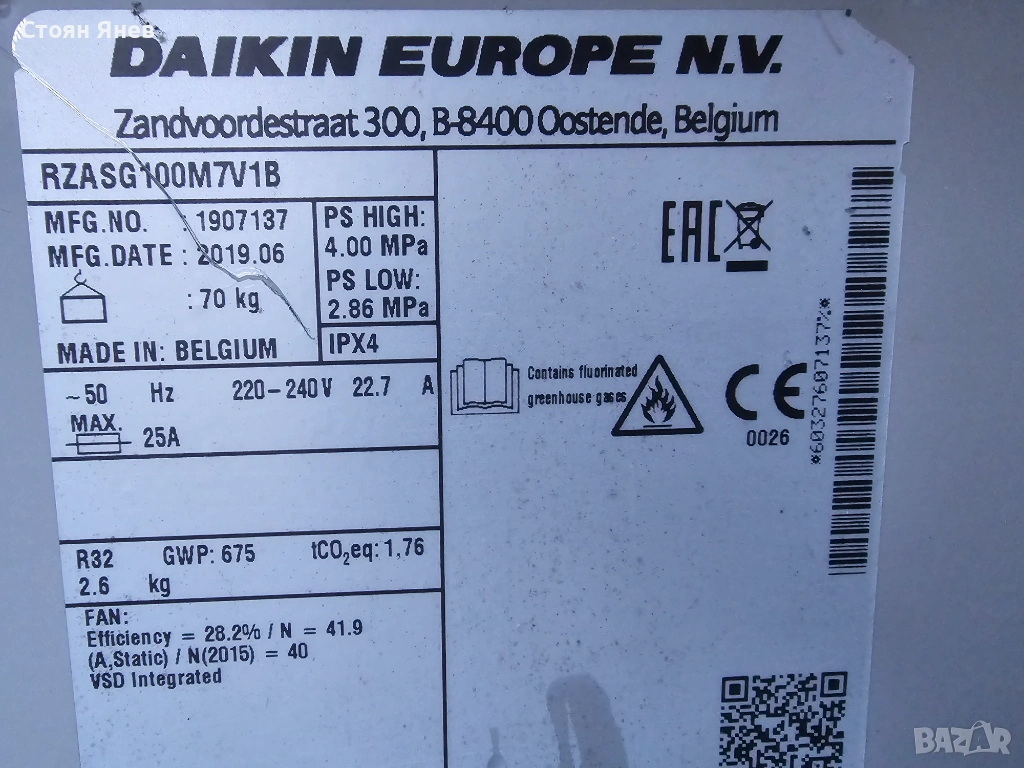 Стоян Янев
DAIKIN EUROPE N.V.
Zandvoordestraat 300, B-8400 Oostende, Belgium
RZASG100M7V1B
MFG.NO. : 1907137
MFG.DATE : 2019.06
: 70 kg
MADE IN: BELGIUM
PS HIGH:
4.00 MPa
PS LOW:
2.86 MPa
IPX4
~50 Hz 220-240V 22.7 A
MAX.
25A
R32 GWP: 675 tCO2eq: 1,76
2.6 kg
FAN:
Efficiency = 28.2% / N = 41.9
(A,Static) / N(2015) = 40
VSD Integrated
EAC
Contains fluorinated
greenhouse gases
CE
0026
*60327607137%*
BAZAR